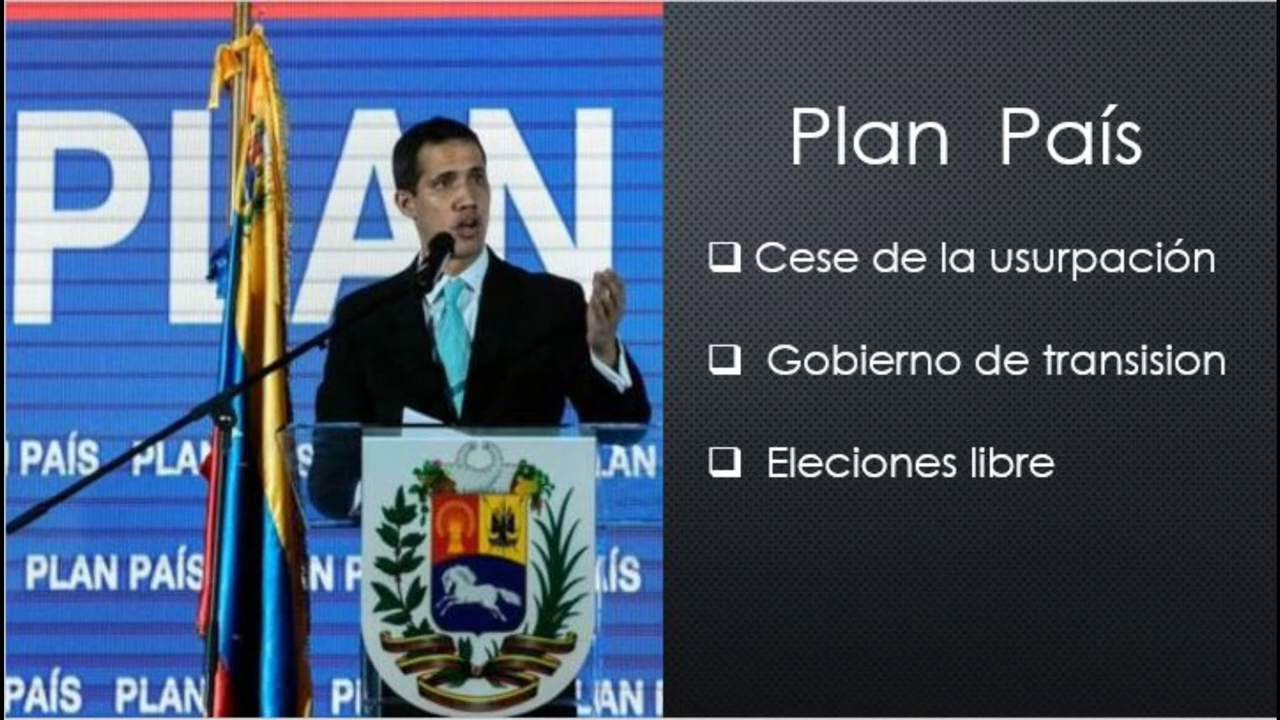 PLAN
PAÍS PLAN
PLAN PAÍS
PAÍS PLAN
Plan País
Cese de la usurpación
Gobierno de transision
Eleciones libre